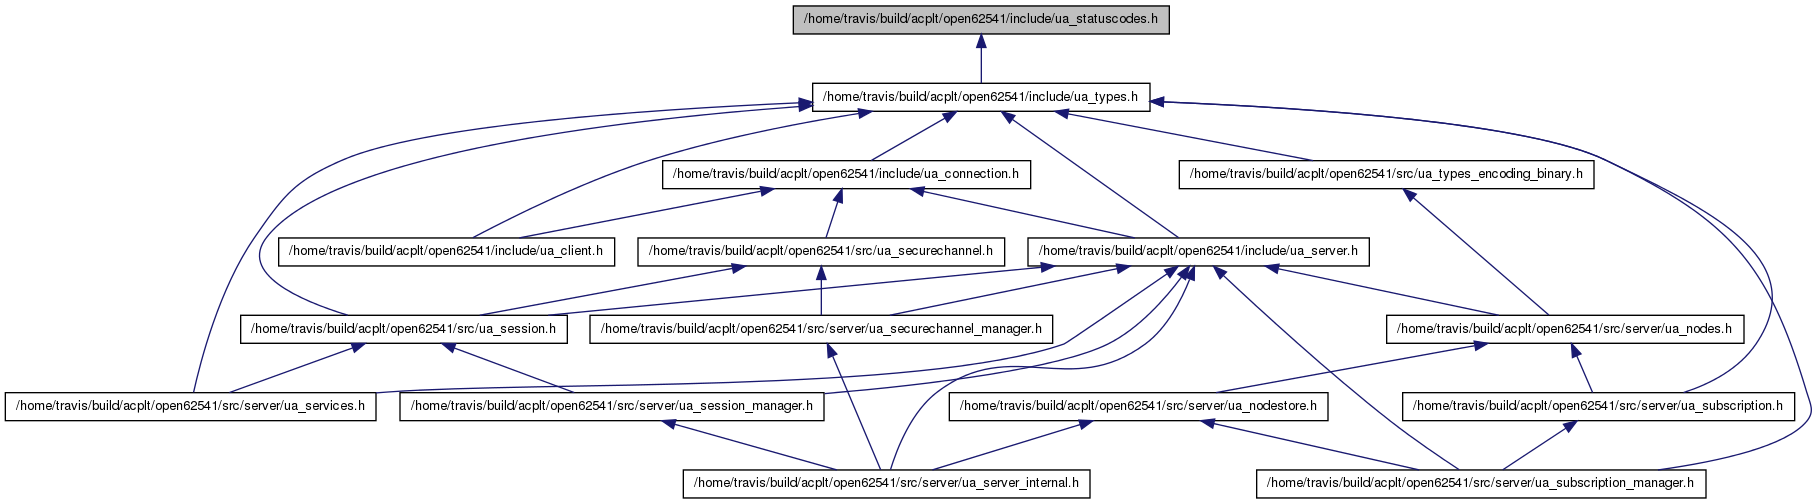 /home/travis/build/acplt/open62541/include/ua_statuscodes.h
/home/travis/build/acplt/open62541/include/ua_types.h
/home/travis/build/acplt/open62541/include/ua_connection.h
/home/travis/build/acplt/open62541/src/ua_types_encoding_binary.h
/home/travis/build/acplt/open62541/include/ua_client.h
/home/travis/build/acplt/open62541/src/ua_securechannel.h
/home/travis/build/acplt/open62541/include/ua_server.h
/home/travis/build/acplt/open62541/src/ua_session.h
/home/travis/build/acplt/open62541/src/server/ua_securechannel_manager.h
/home/travis/build/acplt/open62541/src/server/ua_nodes.h
/home/travis/build/acplt/open62541/src/server/ua_services.h
/home/travis/build/acplt/open62541/src/server/ua_session_manager.h
/home/travis/build/acplt/open62541/src/server/ua_nodestore.h
/home/travis/build/acplt/open62541/src/server/ua_subscription.h
/home/travis/build/acplt/open62541/src/server/ua_server_internal.h
/home/travis/build/acplt/open62541/src/server/ua_subscription_manager.h